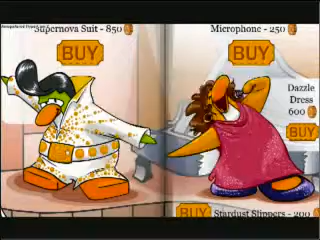 Supernova Suit - 850
BUY
Microphone - 250
BUY
Dazzle
Dress
600
BUY
BUY Stardust Slippers - 200